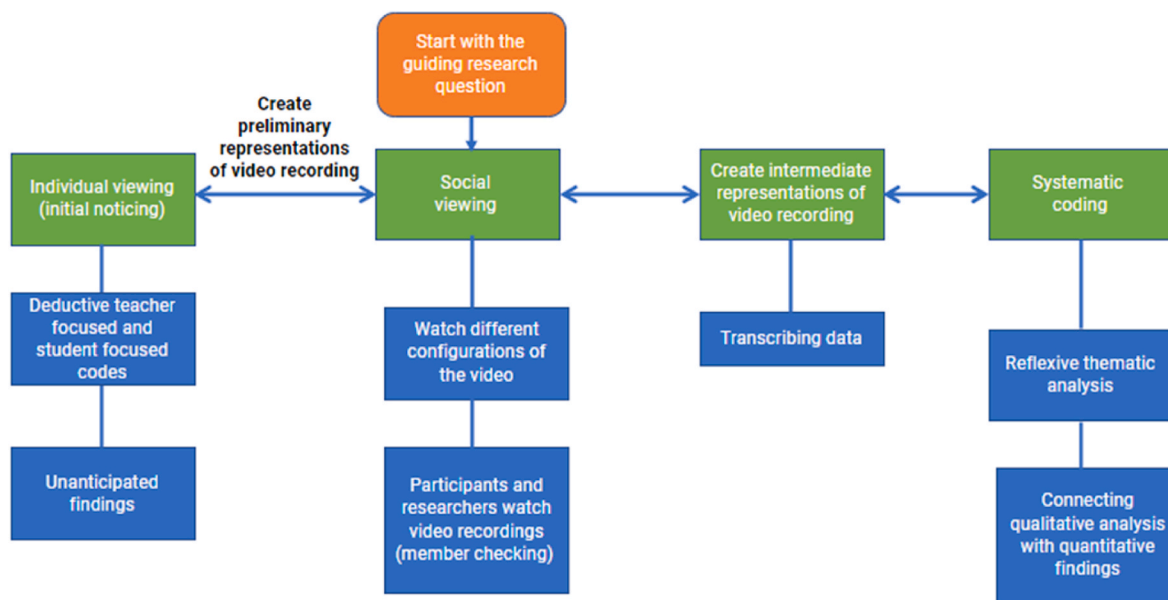 Start with the
guiding research
question
Create
preliminary
representations
of video recording
Individual viewing
(initial noticing)
Social
viewing
Create intermediate
representations of
video recording
Systematic
coding
Deductive teacher
focused and
student focused
codes
Watch different
configurations of
the video
Transcribing data
Reflexive thematic
analysis
Unanticipated
findings
Participants and
researchers watch
video recordings
(member checking)
Connecting
qualitative analysis
with quantitative
findings